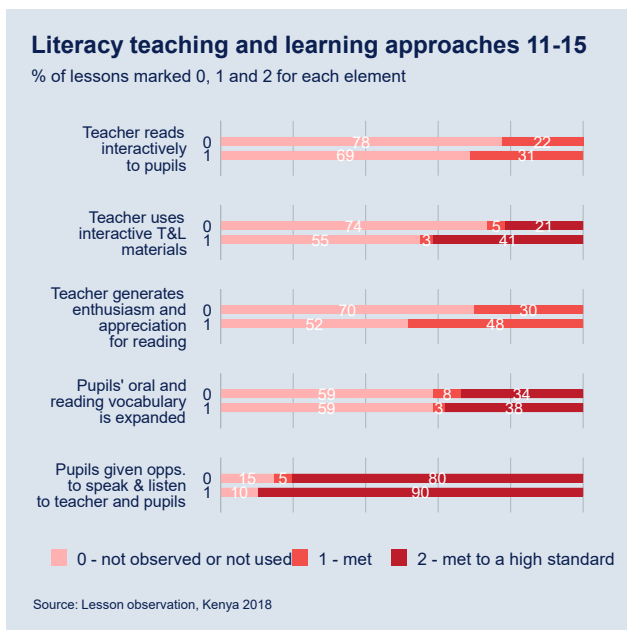 Literacy teaching and learning approaches 11-15
% of lessons marked 0, 1 and 2 for each element
Teacher reads
interactively
to pupils
0 78 22
1 69 31
Teacher uses
interactive T&L
materials
0 74 5 21
1 55 3 41
Teacher generates
enthusiasm and
appreciation
for reading
0 70 30
1 52 48
Pupils' oral and
reading vocabulary
is expanded
0 59 8 34
1 59 3 38
Pupils given opps.
to speak & listen
to teacher and pupils
0 15 5 80
1 10 90
0 - not observed or not used 1 - met 2 - met to a high standard
Source: Lesson observation, Kenya 2018